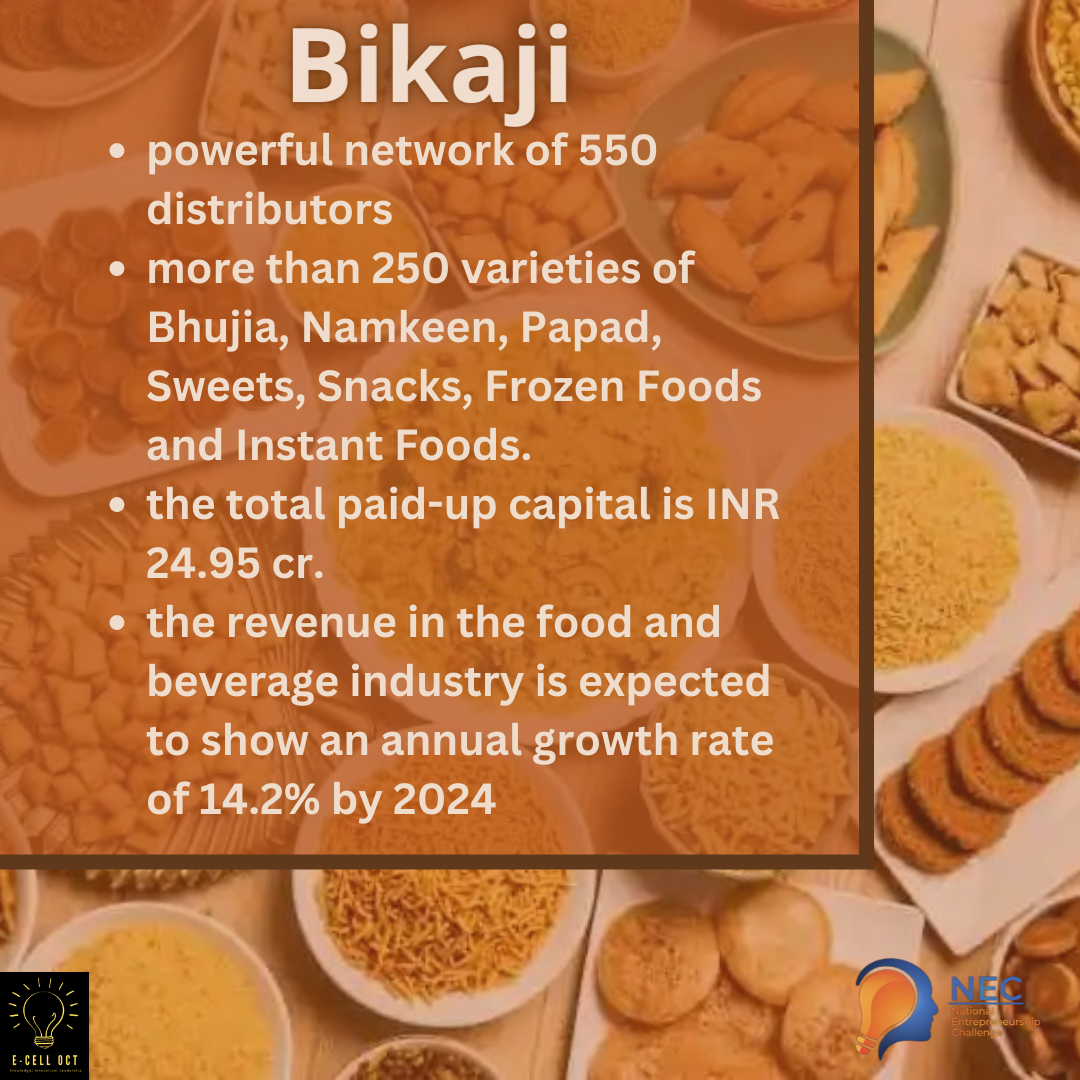 Bikaji
• powerful network of 550
distributors
• more than 250 varieties of
Bhujia, Namkeen, Papad,
Sweets, Snacks, Frozen Foods
and Instant Foods.
• the total paid-up capital is INR
24.95 cr.
• the revenue in the food and
beverage industry is expected
to show an annual growth rate
of 14.2% by 2024
E-CELL OCT
Knowledge| Innovation| Leadership
NEC
National
Entrepreneurship
Challenge